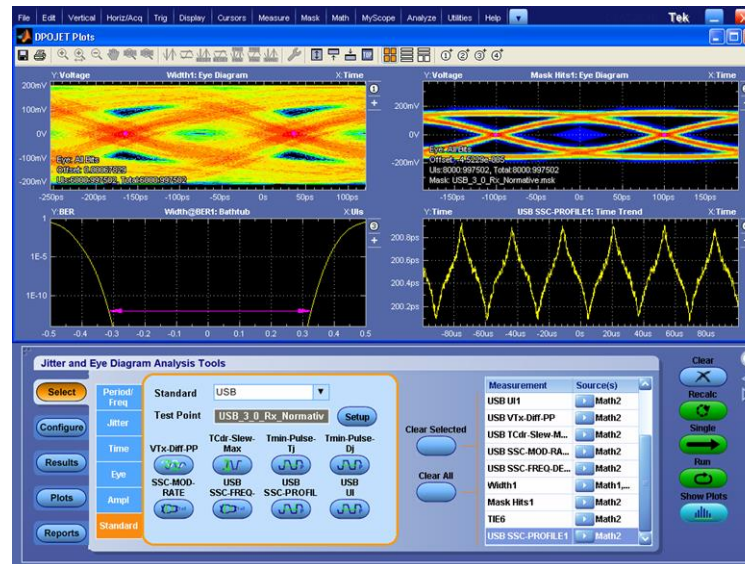 File Edit Vertical Horiz/Acq Trig Display Cursors Measure Mask Math MyScope Analyze Utilities Help Tek
DPOJET Plots
Y:Voltage Width1: Eye Diagram X:Time
200mV
100mV
0V
-100mV
-200mV
Eye: All Bits
Uls:8000:997502, Total:8000:997502
-250ps -200ps -150ps -100ps -50ps 0s 50ps 100ps
Y:Voltage Mask Hits1: Eye Diagram X:Time
200mV
0V
-200mV
Eye: All Bits
Uls:8000:997502, Total:8000:997502
Mask: USB_3_0_Rx_Normative.msk
-150ps -100ps -50ps 0s 50ps 100ps 150ps
Y:BER Width@BER1: Bathtub X:UIs
1
1E-5
1E-10
-0.5 -0.4 -0.3 -0.2 -0.1 0 0.1 0.2 0.3 0.4 0.5
Y:Time USB SSC-PROFILE1: Time Trend X:Time
200.8ps
200.6ps
200.4ps
200.2ps
-80us -60us -40us -20us 0s 20us 40us 60us 80us
Jitter and Eye Diagram Analysis Tools
Select
Configure
Results
Plots
Reports
Period/
Freq
Jitter
Time
Eye
Ampl
Standard
Standard USB
Test Point USB_3_0_Rx_Normativ Setup
VTx-Diff-PP TCdr-Slew-Max Tmin-Pulse-Tj Tmin-Pulse-Dj
SSC-MOD-RATE USB SSC-FREQ- USB SSC-PROFIL USB UI
Clear Selected
Clear All
Measurement Source(s)
USB UI1 Math2
USB VTx-Diff-PP Math2
USB TCdr-Slew-M... Math2
USB SSC-MOD-RA... Math2
USB SSC-FREQ-DE... Math2
Width1 Math1,...
Mask Hits1 Math2
TIE6 Math2
USB SSC-PROFILE1 Math2
Clear
Recalc
Single
Run
Show Plots